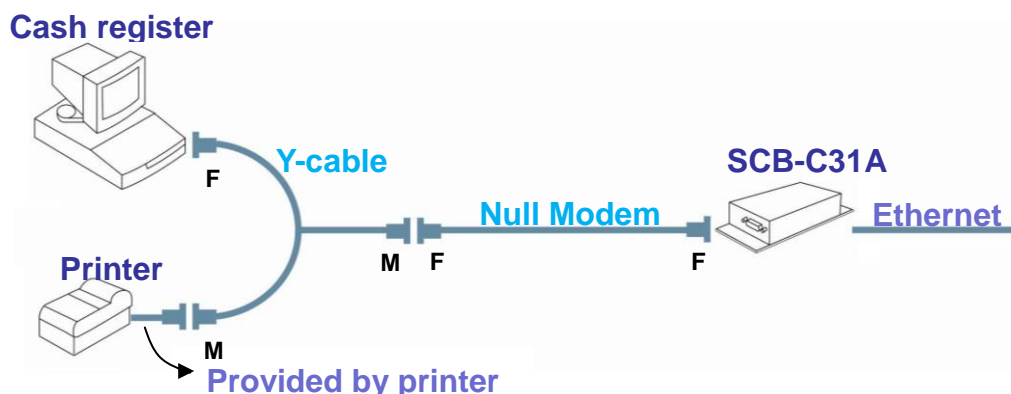 Cash register
F
Y-cable
SCB-C31A
Null Modem
Ethernet
M
F
F
Printer
M
Provided by printer